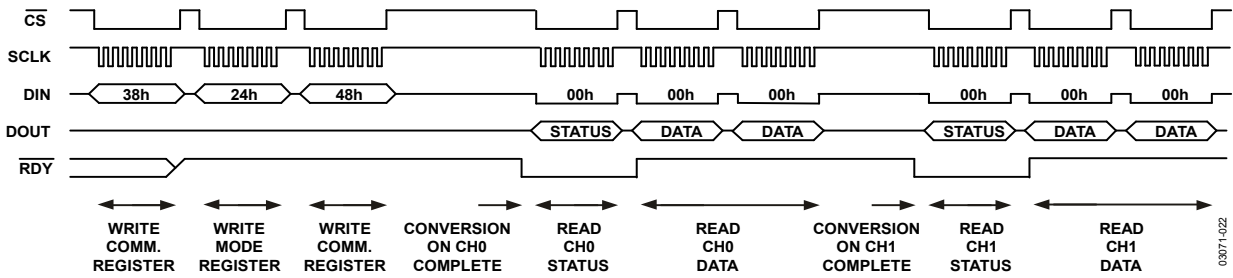 CS
SCLK
DIN 38h 24h 48h 00h 00h 00h 00h 00h 00h
DOUT STATUS DATA DATA STATUS DATA DATA
RDY
WRITE COMM. REGISTER
WRITE MODE REGISTER
WRITE COMM. REGISTER
CONVERSION ON CH0 COMPLETE
READ CH0 STATUS
READ CH0 DATA
CONVERSION ON CH1 COMPLETE
READ CH1 STATUS
READ CH1 DATA
03071-022